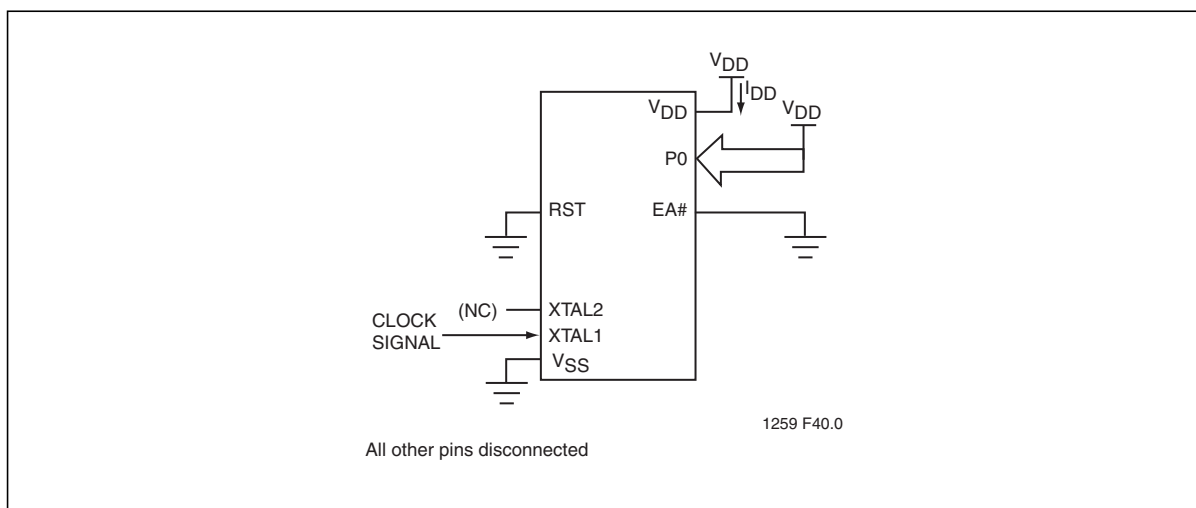 VDD
IDD
VDD
VDD
P0
RST
EA#
(NC)
XTAL2
CLOCK
SIGNAL
XTAL1
VSS
1259 F40.0
All other pins disconnected